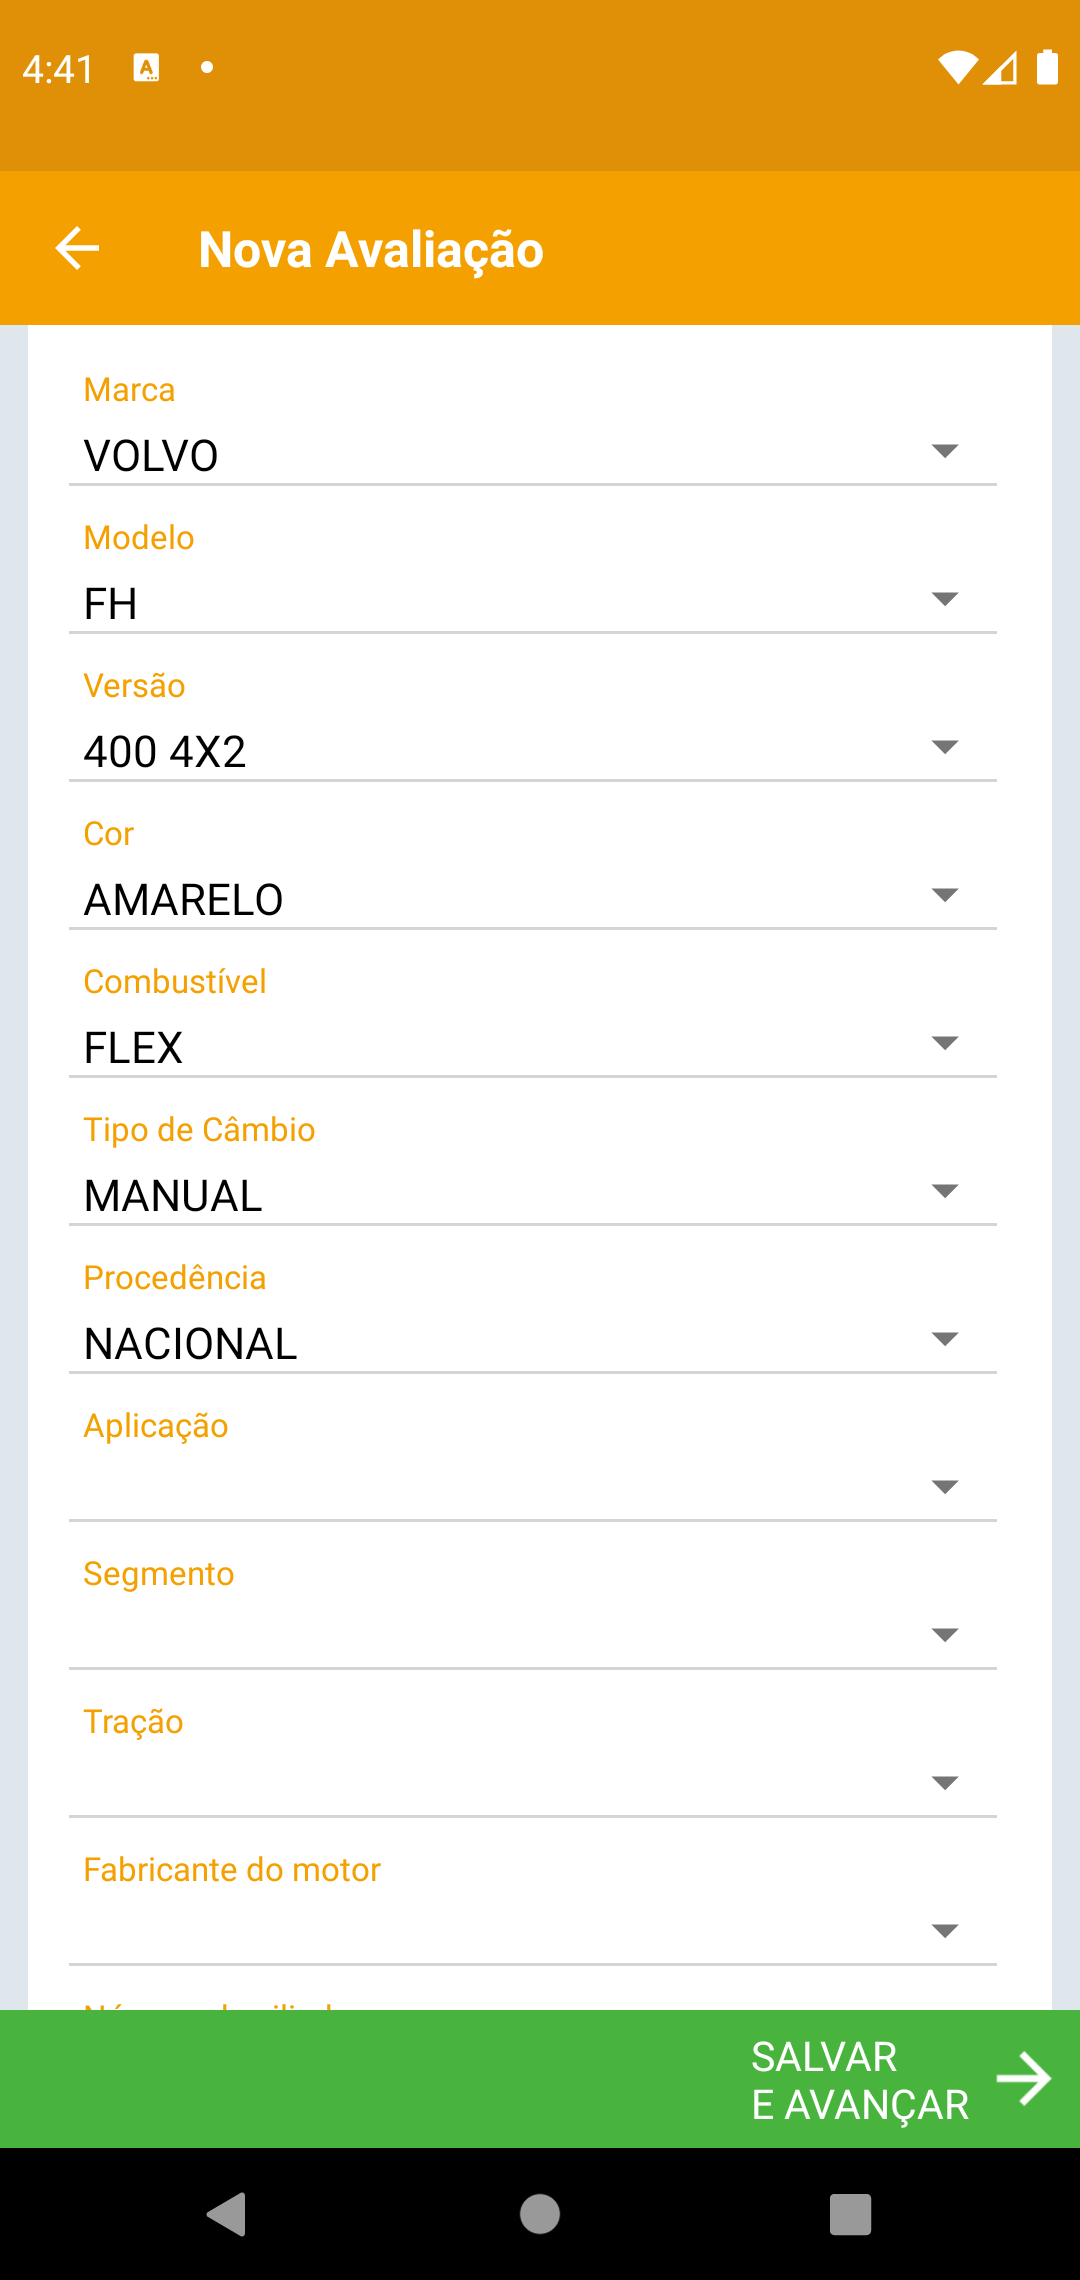 4:41
Nova Avaliação
Marca
VOLVO
Modelo
FH
Versão
400 4X2
Cor
AMARELO
Combustível
FLEX
Tipo de Câmbio
MANUAL
Procedência
NACIONAL
Aplicação
Segmento
Tração
Fabricante do motor
SALVAR
E AVANÇAR